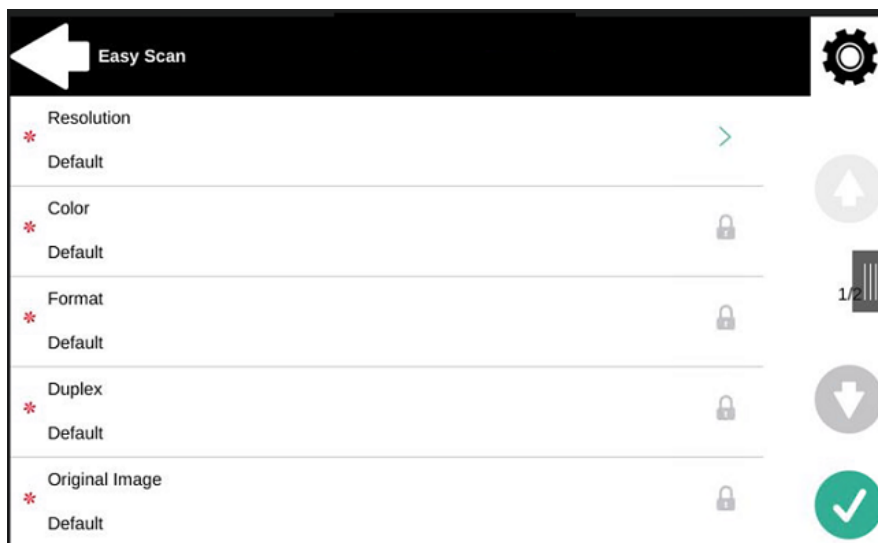 Easy Scan
Resolution
Default
Color
Default
Format
Default
1/2
Duplex
Default
Original Image
Default